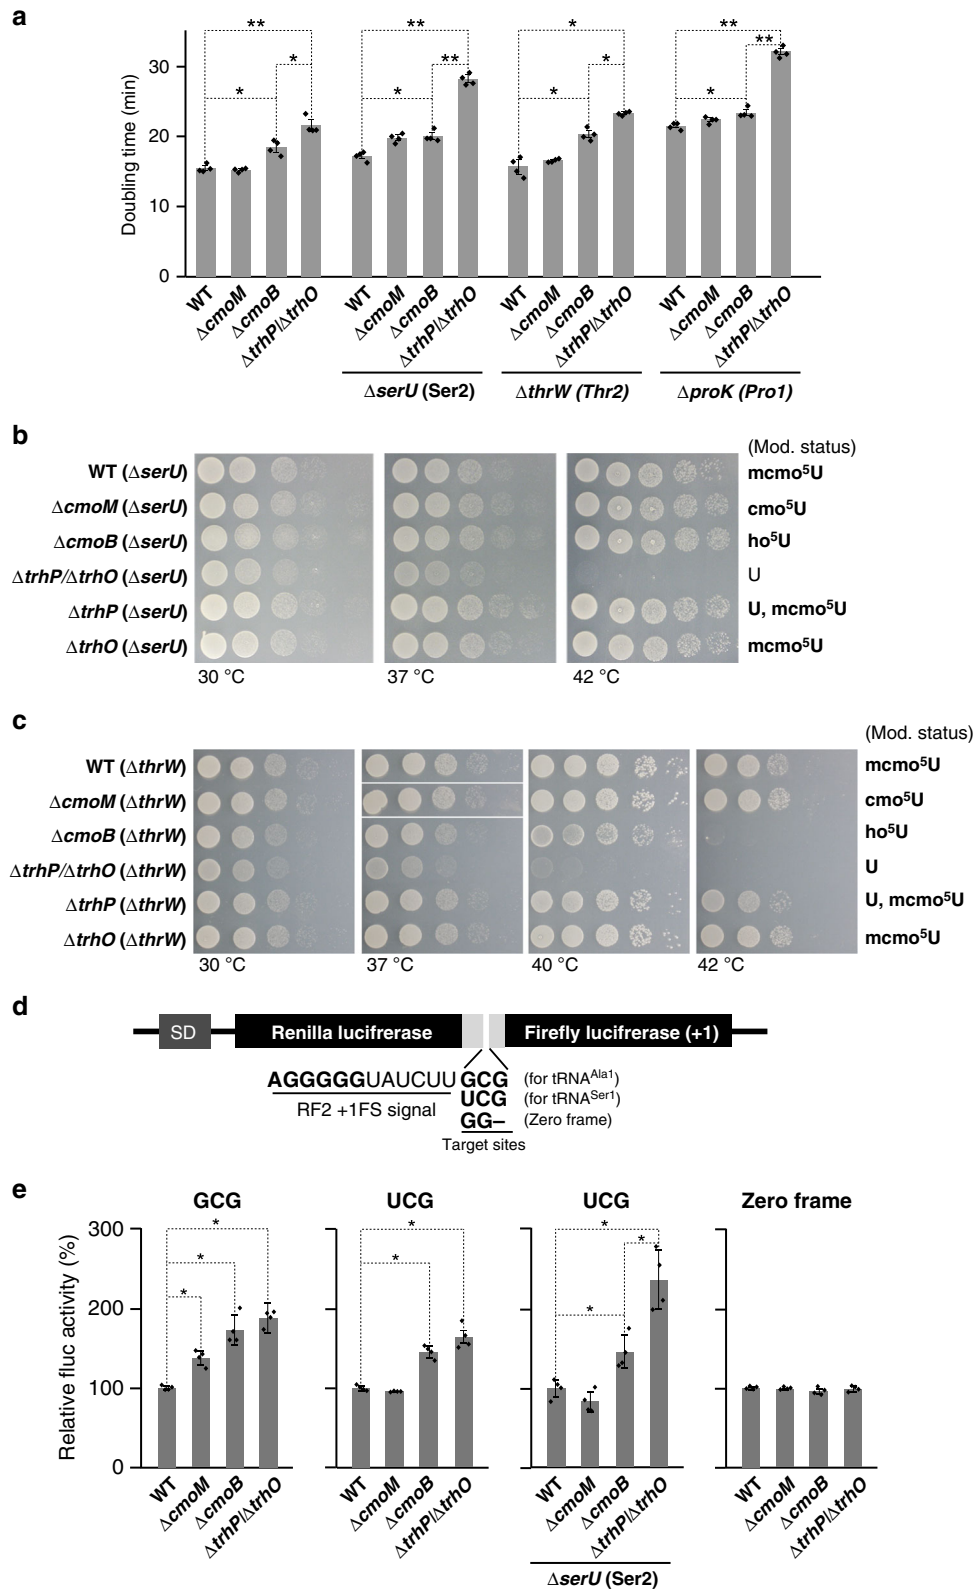 a
** ** * **
* * * ** * * * **
Doubling time (min)
30
20
10
0
WT ΔcmoM ΔcmoB ΔtrhP/ΔtrhO WT ΔcmoM ΔcmoB ΔtrhP/ΔtrhO WT ΔcmoM ΔcmoB ΔtrhP/ΔtrhO WT ΔcmoM ΔcmoB ΔtrhP/ΔtrhO
ΔserU (Ser2) ΔthrW (Thr2) ΔproK (Pro1)
b
(Mod. status)
WT (ΔserU) mcmo⁵U
ΔcmoM (ΔserU) cmo⁵U
ΔcmoB (ΔserU) ho⁵U
ΔtrhP/ΔtrhO (ΔserU) U
ΔtrhP (ΔserU) U, mcmo⁵U
ΔtrhO (ΔserU) mcmo⁵U
30 °C 37 °C 42 °C
c
(Mod. status)
WT (ΔthrW) mcmo⁵U
ΔcmoM (ΔthrW) cmo⁵U
ΔcmoB (ΔthrW) ho⁵U
ΔtrhP/ΔtrhO (ΔthrW) U
ΔtrhP (ΔthrW) U, mcmo⁵U
ΔtrhO (ΔthrW) mcmo⁵U
30 °C 37 °C 40 °C 42 °C
d
SD Renilla lucifrerase Firefly lucifrerase (+1)
AGGGGGUAUCUU GCG (for tRNAᴬˡᵃ¹)
UCG (for tRNAˢᵉʳ¹)
RF2 +1FS signal GG– (Zero frame)
Target sites
e
GCG UCG UCG Zero frame
Relative fluc activity (%)
300
200
100
0
* * * * * * * *
WT ΔcmoM ΔcmoB ΔtrhP/ΔtrhO WT ΔcmoM ΔcmoB ΔtrhP/ΔtrhO WT ΔcmoM ΔcmoB ΔtrhP/ΔtrhO WT ΔcmoM ΔcmoB ΔtrhP/ΔtrhO
ΔserU (Ser2)